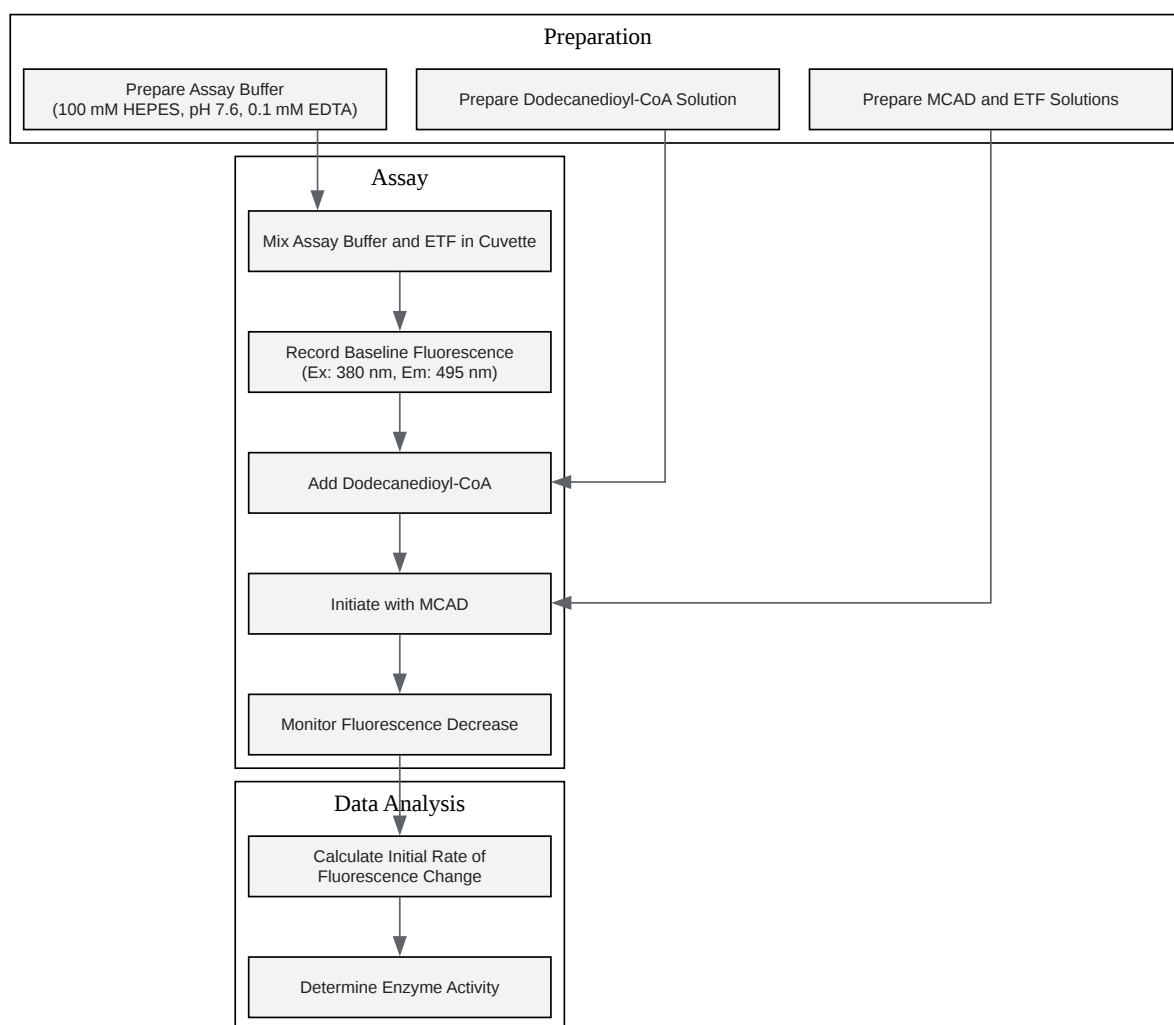 Preparation
Prepare Assay Buffer
(100 mM HEPES, pH 7.6, 0.1 mM EDTA)
Prepare Dodecanedioyl-CoA Solution
Prepare MCAD and ETF Solutions
Assay
Mix Assay Buffer and ETF in Cuvette
Record Baseline Fluorescence
(Ex: 380 nm, Em: 495 nm)
Add Dodecanedioyl-CoA
Initiate with MCAD
Monitor Fluorescence Decrease
Data Analysis
Calculate Initial Rate of
Fluorescence Change
Determine Enzyme Activity